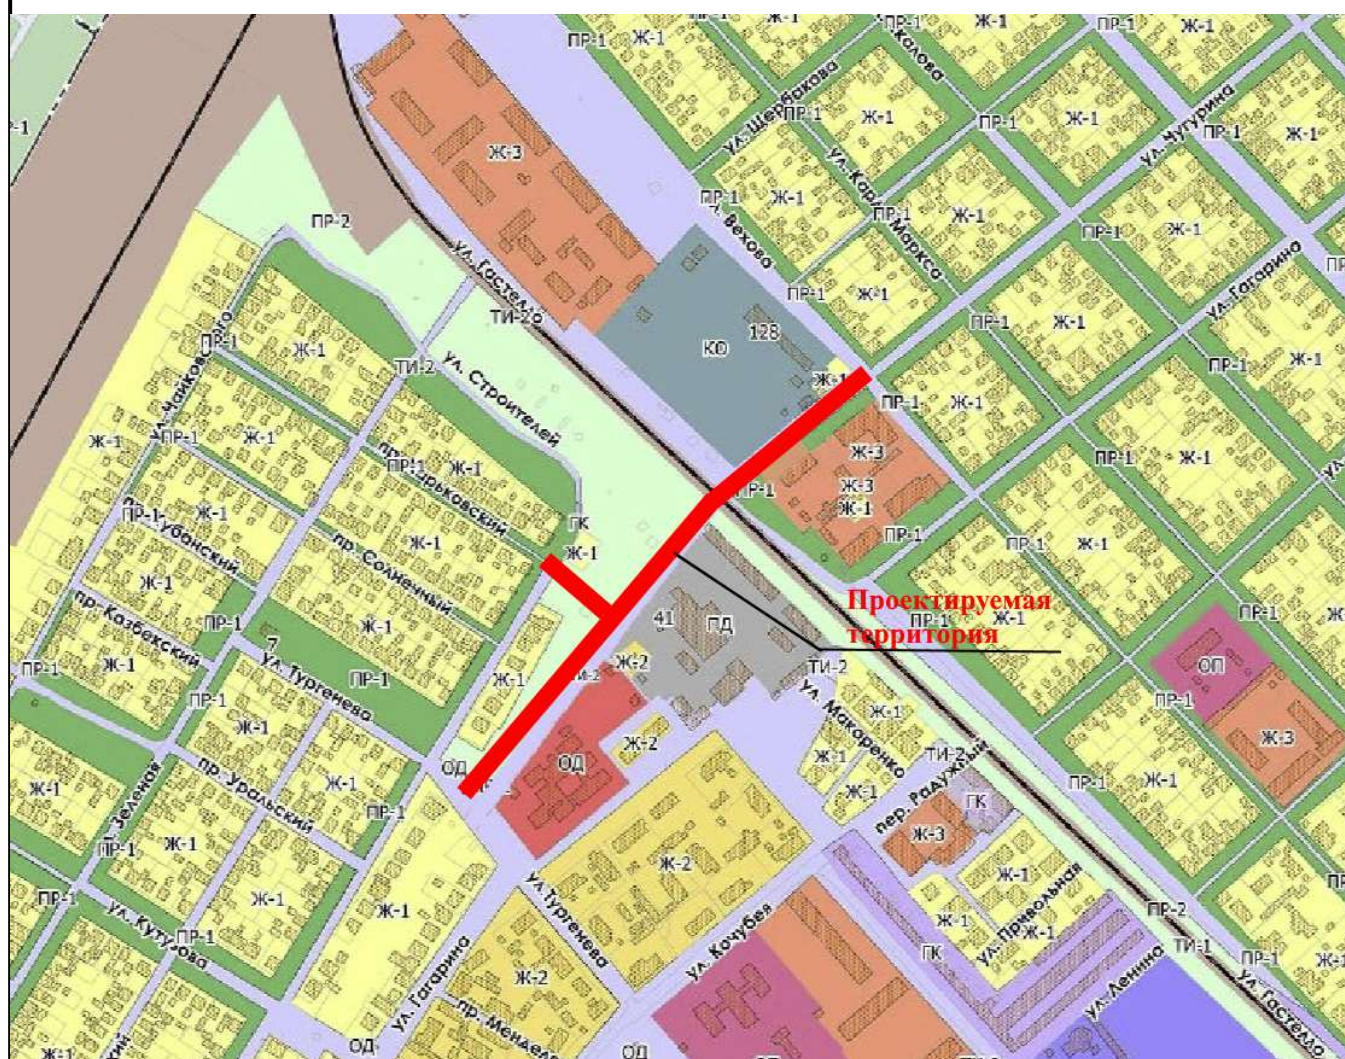 ПР-1
Ж-1
Ж-1
ПР-1
Ж-1
ул. Щербакова
ПР-1
Ж-1
ПР-1
Ж-1
ул. Чугурина
ПР-1
Ж-1
Ж-3
ПР-1
Ж-1
ул. Карла Маркса
ПР-1
Ж-1
Ж-1
Вехова
ПР-2
ул. Гастелло
ТИ-2
ПР-1
Ж-1
Ж-1
ПР-1
Ж-1
ул. Гагарина
128
КО
Ж-1
ПР-1
Ж-1
ПР-1
Ж-1
ул. Чайковского
ПР-1
Ж-1
ТИ-2
ул. Строителей
Ж-1
ПР-1
Ж-1
пр. Харьковский
ПР-1
Ж-1
Ж-3
Ж-3
Ж-1
ПР-1
ПР-1
Ж-1
ПР-1
Ж-1
ПР-1
пр. Кубанский
Ж-1
пр. Солнечный
Ж-1
ГК
Ж-1
ПР-1
Ж-1
Ж-1
пр. Казбекский
Ж-1
ПР-1
Ж-1
Проектируемая
территория
ПР-1
Ж-1
ПР-1
41
ПД
7
ул. Тургенева
ПР-1
Ж-1
Ж-2
ТИ-2
ТИ-2
ОП
ПР-1
ПР-1
ПР-1
Ж-1
Ж-1
ул. Макаренко
Ж-1
Ж-3
Ж-1
пр. Уральский
Ж-1
ОД
ОД
Ж-2
Ж-1
Ж-1
ТИ-2
пер. Радужный
ПР-1
ул. Зеленая
ПР-1
Ж-1
ПР-1
Ж-3
ГК
ПР-1
ул. Кутузова
ПР-1
Ж-1
Ж-1
ул. Тургенева
Ж-2
ул. Кочубея
Ж-1
Ж-1
ул. Привольная
Ж-1
ПР-2
ТИ-1
ПР-1
Ж-1
ГК
ул. Ленина
ул. Гастелло
ул. Гагарина
Ж-2
пр. Менделе
Ж-1
ОД
ОД